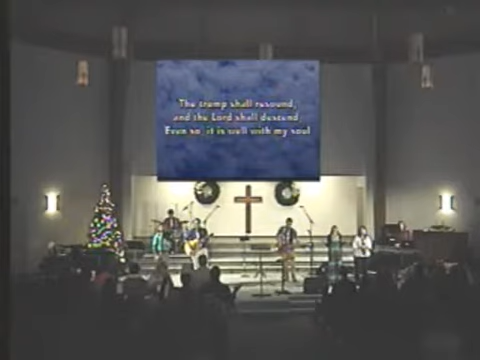 The trump shall resound,
and the Lord shall descend
Even so, it is well with my soul